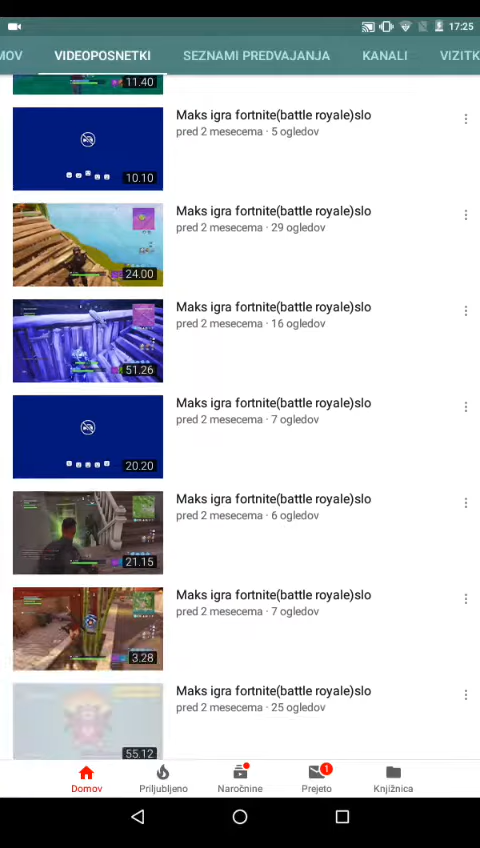 17:25
MOV VIDEOPOSNETKI SEZNAMI PREDVAJANJA KANALI VIZITK
11.40
Maks igra fortnite(battle royale)slo
pred 2 mesecema · 5 ogledov
10.10
Maks igra fortnite(battle royale)slo
pred 2 mesecema · 29 ogledov
24.00
Maks igra fortnite(battle royale)slo
pred 2 mesecema · 16 ogledov
51.26
Maks igra fortnite(battle royale)slo
pred 2 mesecema · 7 ogledov
20.20
Maks igra fortnite(battle royale)slo
pred 2 mesecema · 6 ogledov
21.15
Maks igra fortnite(battle royale)slo
pred 2 mesecema · 7 ogledov
3.28
Maks igra fortnite(battle royale)slo
pred 2 mesecema · 25 ogledov
55.12
1
Domov Priljubljeno Naročnine Prejeto Knjižnica